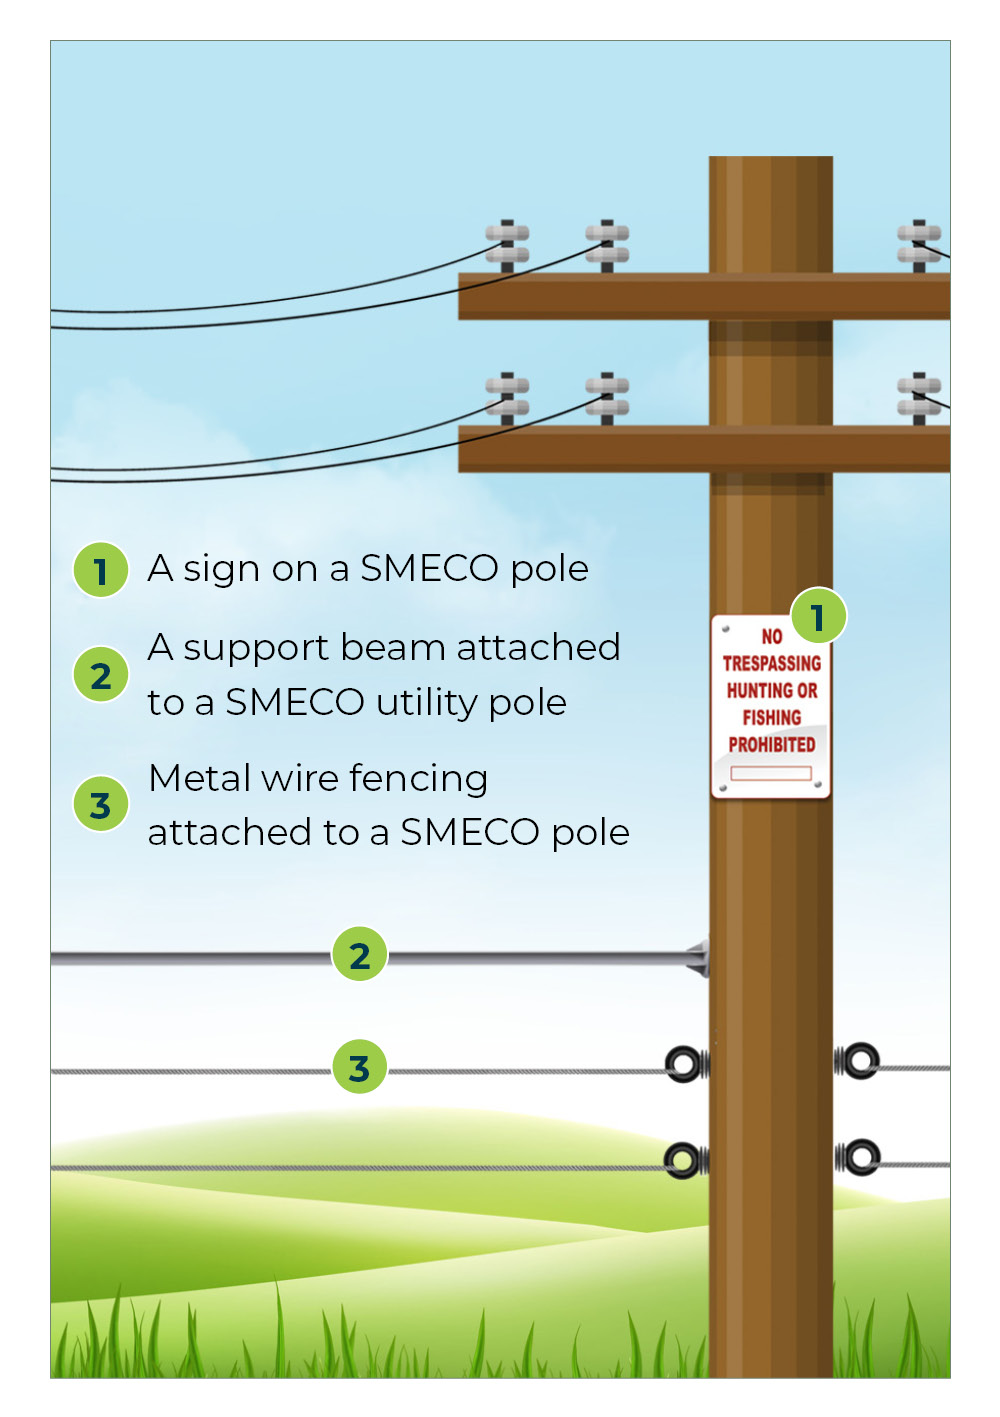 1 A sign on a SMECO pole
2 A support beam attached
to a SMECO utility pole
3 Metal wire fencing
attached to a SMECO pole
1
NO
TRESPASSING
HUNTING OR
FISHING
PROHIBITED
2
3